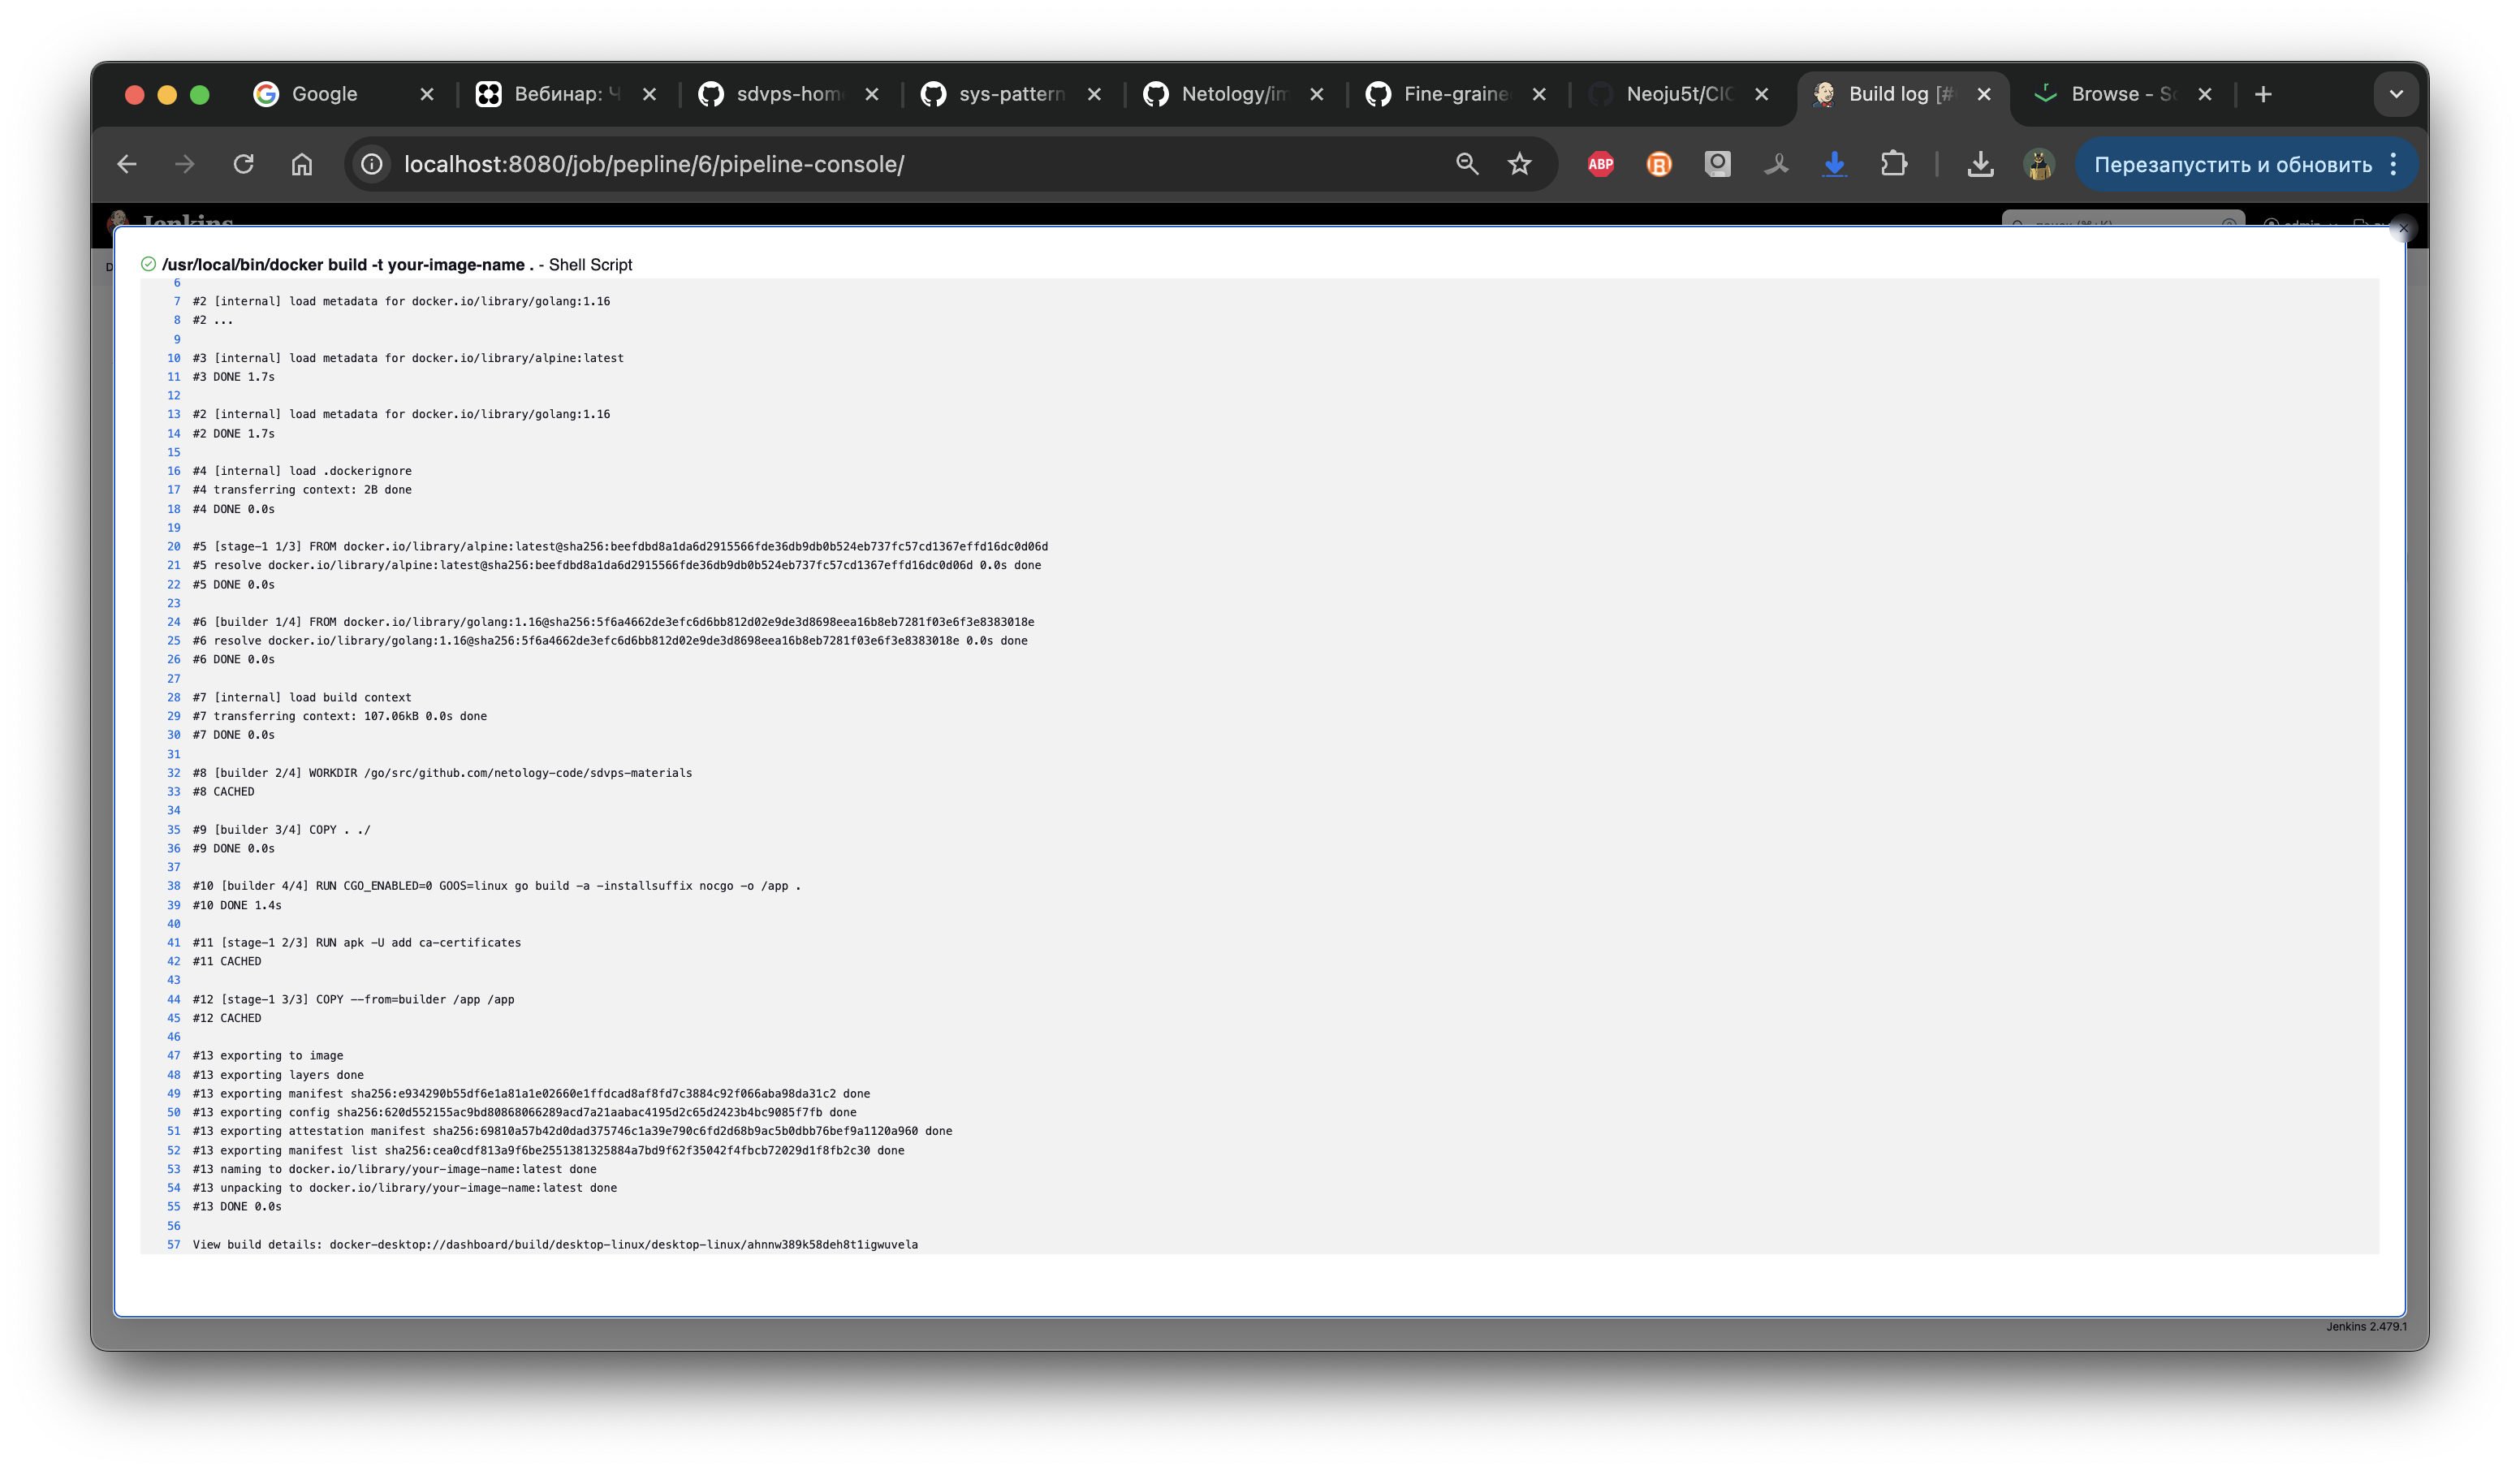 Google
Вебинар: Ч
sdvps-hom
sys-pattern
Netology/im
Fine-graine
Neoju5t/CIC
Build log [#
Browse - So
localhost:8080/job/pepline/6/pipeline-console/
ABP
Перезапустить и обновить
Jenkins
поиск (⌘+K)
admin
/usr/local/bin/docker build -t your-image-name . - Shell Script
6
7 #2 [internal] load metadata for docker.io/library/golang:1.16
8 #2 ...
9
10 #3 [internal] load metadata for docker.io/library/alpine:latest
11 #3 DONE 1.7s
12
13 #2 [internal] load metadata for docker.io/library/golang:1.16
14 #2 DONE 1.7s
15
16 #4 [internal] load .dockerignore
17 #4 transferring context: 2B done
18 #4 DONE 0.0s
19
20 #5 [stage-1 1/3] FROM docker.io/library/alpine:latest@sha256:beefdbd8a1da6d2915566fde36db9db0b524eb737fc57cd1367effd16dc0d06d
21 #5 resolve docker.io/library/alpine:latest@sha256:beefdbd8a1da6d2915566fde36db9db0b524eb737fc57cd1367effd16dc0d06d 0.0s done
22 #5 DONE 0.0s
23
24 #6 [builder 1/4] FROM docker.io/library/golang:1.16@sha256:5f6a4662de3efc6d6bb812d02e9de3d8698eea16b8eb7281f03e6f3e8383018e
25 #6 resolve docker.io/library/golang:1.16@sha256:5f6a4662de3efc6d6bb812d02e9de3d8698eea16b8eb7281f03e6f3e8383018e 0.0s done
26 #6 DONE 0.0s
27
28 #7 [internal] load build context
29 #7 transferring context: 107.06kB 0.0s done
30 #7 DONE 0.0s
31
32 #8 [builder 2/4] WORKDIR /go/src/github.com/netology-code/sdvps-materials
33 #8 CACHED
34
35 #9 [builder 3/4] COPY . ./
36 #9 DONE 0.0s
37
38 #10 [builder 4/4] RUN CGO_ENABLED=0 GOOS=linux go build -a -installsuffix nocgo -o /app .
39 #10 DONE 1.4s
40
41 #11 [stage-1 2/3] RUN apk -U add ca-certificates
42 #11 CACHED
43
44 #12 [stage-1 3/3] COPY --from=builder /app /app
45 #12 CACHED
46
47 #13 exporting to image
48 #13 exporting layers done
49 #13 exporting manifest sha256:e934290b55df6e1a81a1e02660e1ffdcad8af8fd7c3884c92f066aba98da31c2 done
50 #13 exporting config sha256:620d552155ac9bd80868066289acd7a21aabac4195d2c65d2423b4bc9085f7fb done
51 #13 exporting attestation manifest sha256:69810a57b42d0dad375746c1a39e790c6fd2d68b9ac5b0dbb76bef9a1120a960 done
52 #13 exporting manifest list sha256:cea0cdf813a9f6be2551381325884a7bd9f62f35042f4fbcb72029d1f8fb2c30 done
53 #13 naming to docker.io/library/your-image-name:latest done
54 #13 unpacking to docker.io/library/your-image-name:latest done
55 #13 DONE 0.0s
56
57 View build details: docker-desktop://dashboard/build/desktop-linux/desktop-linux/ahnnw389k58deh8t1igwuvela
Jenkins 2.479.1